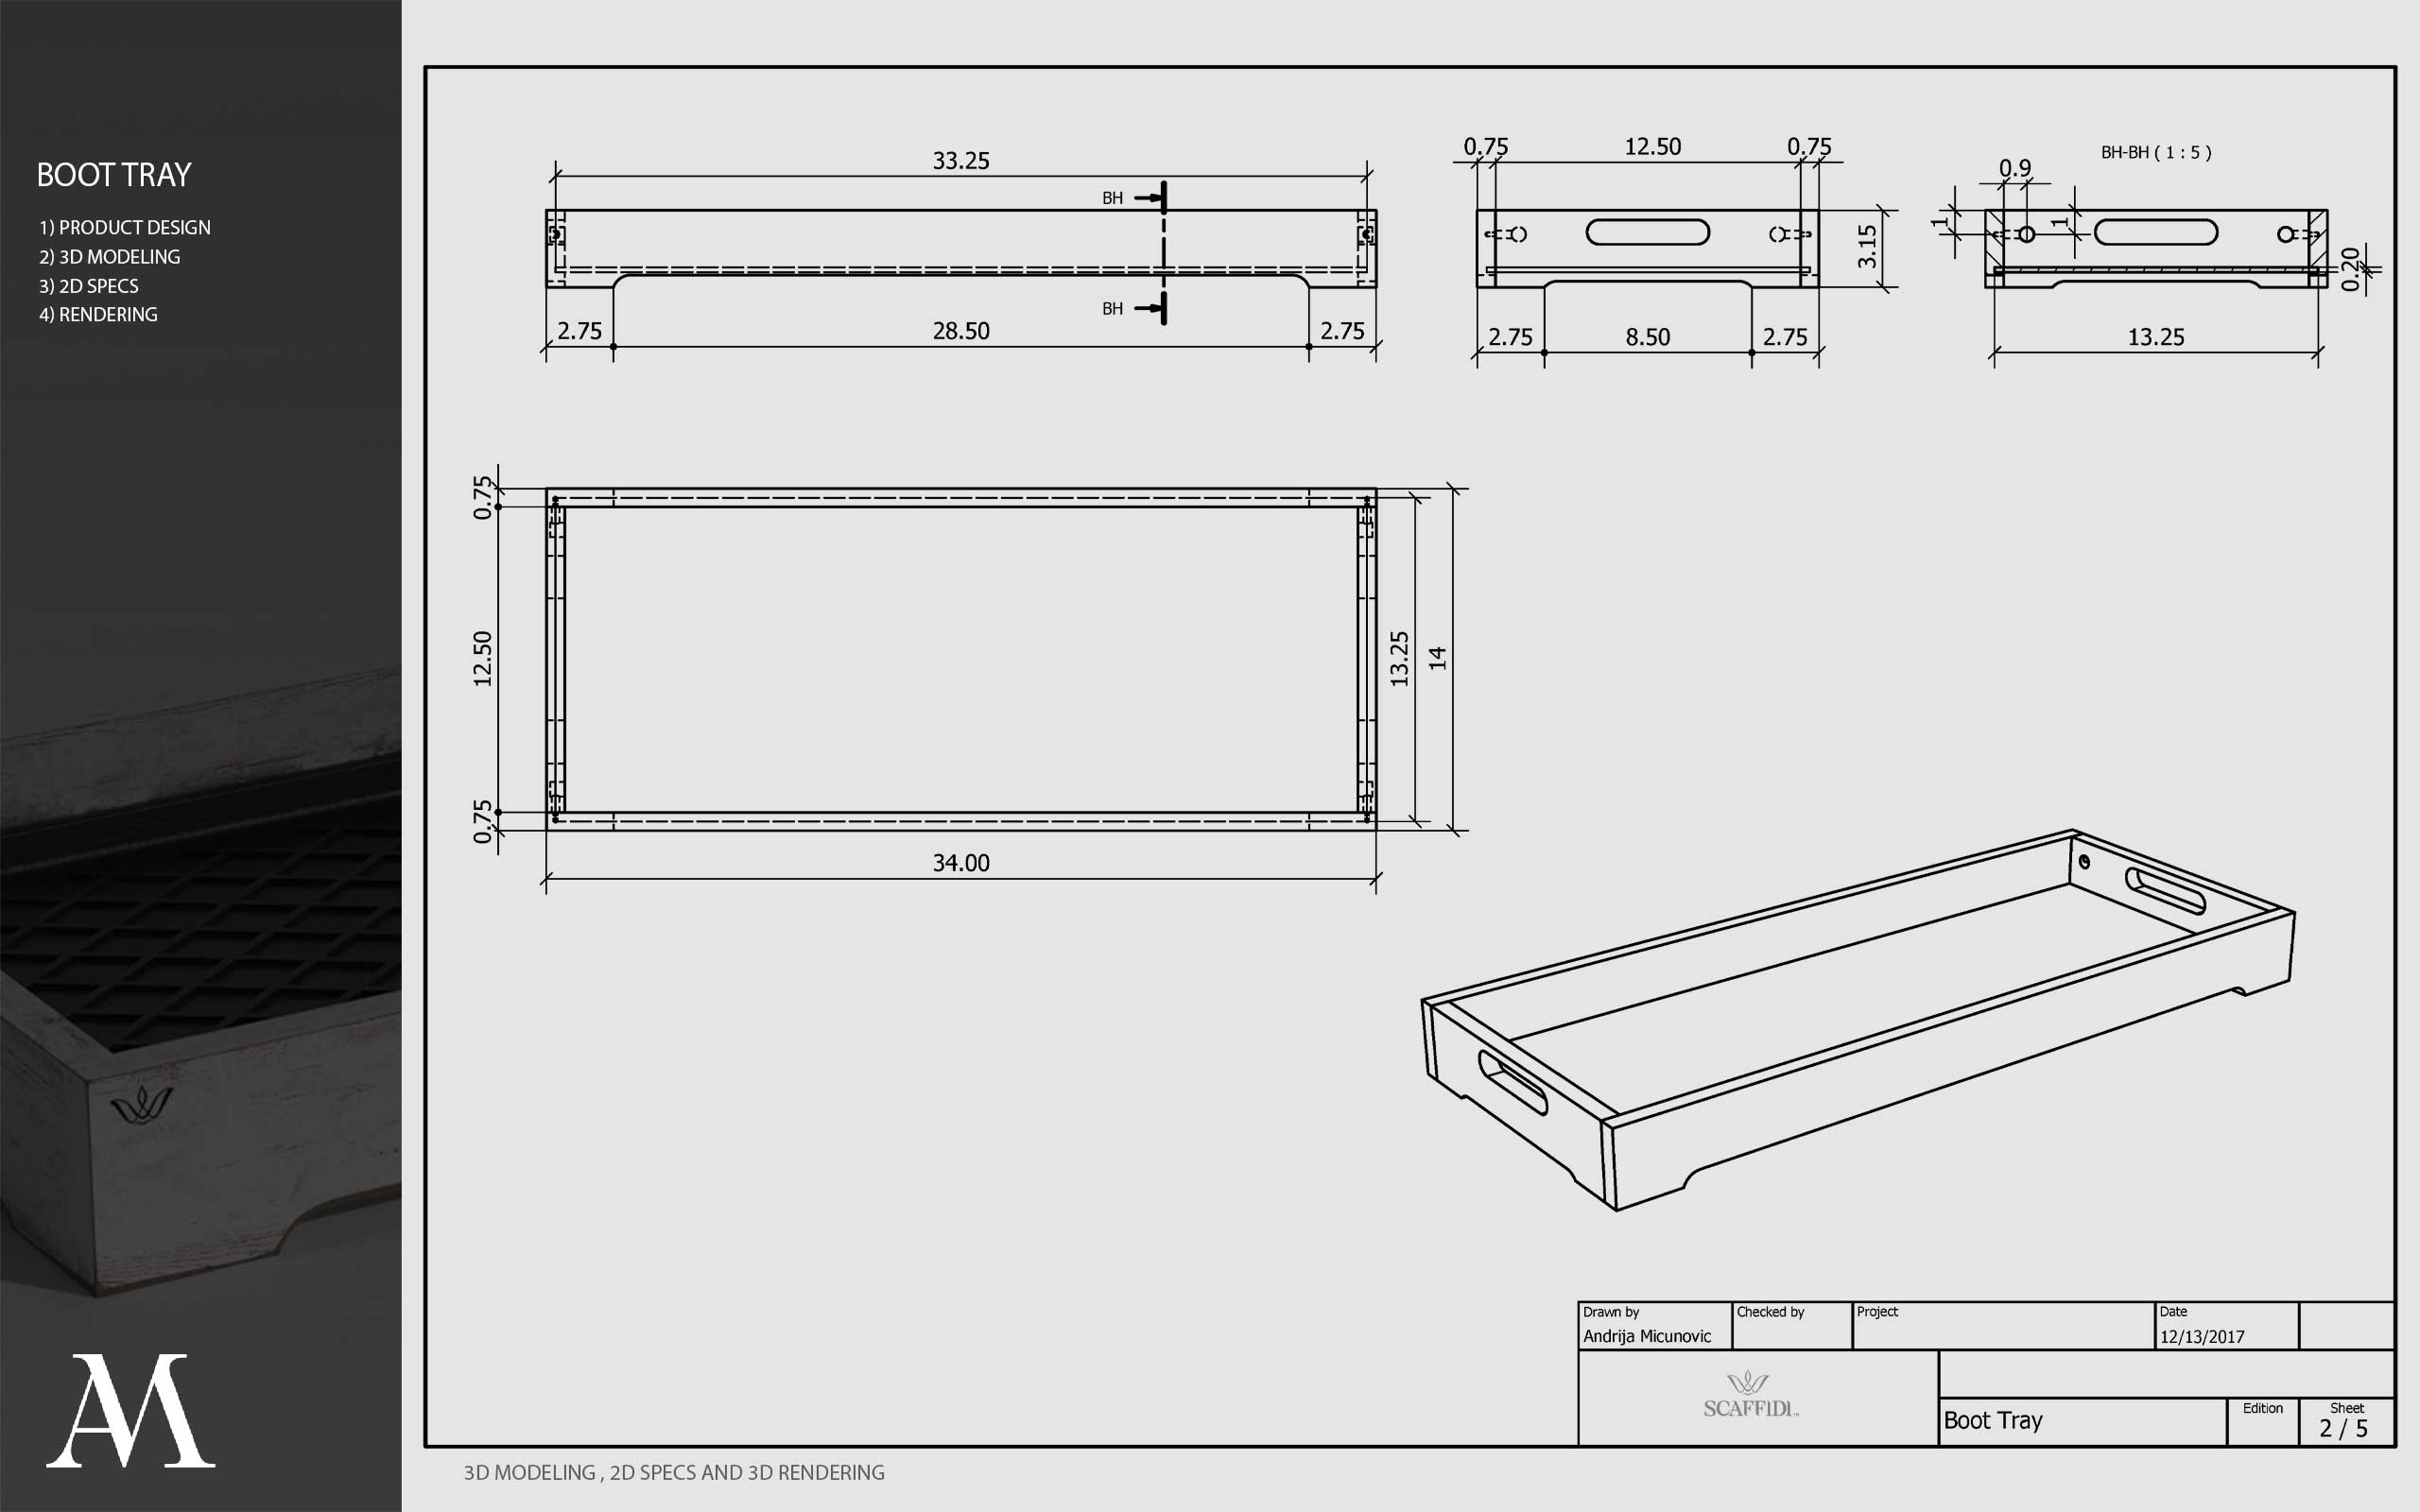 BOOT TRAY
1) PRODUCT DESIGN
2) 3D MODELING
3) 2D SPECS
4) RENDERING
AM
33.25
BH
BH
2.75
28.50
2.75
0.75
12.50
0.75
3.15
2.75
8.50
2.75
BH-BH ( 1 : 5 )
0.9
1
1
0.20
13.25
0.75
12.50
0.75
13.25
14
34.00
Drawn by
Andrija Micunovic
Checked by
Project
Date
12/13/2017
SCAFFIDI™
Boot Tray
Edition
Sheet
2 / 5
3D MODELING , 2D SPECS AND 3D RENDERING